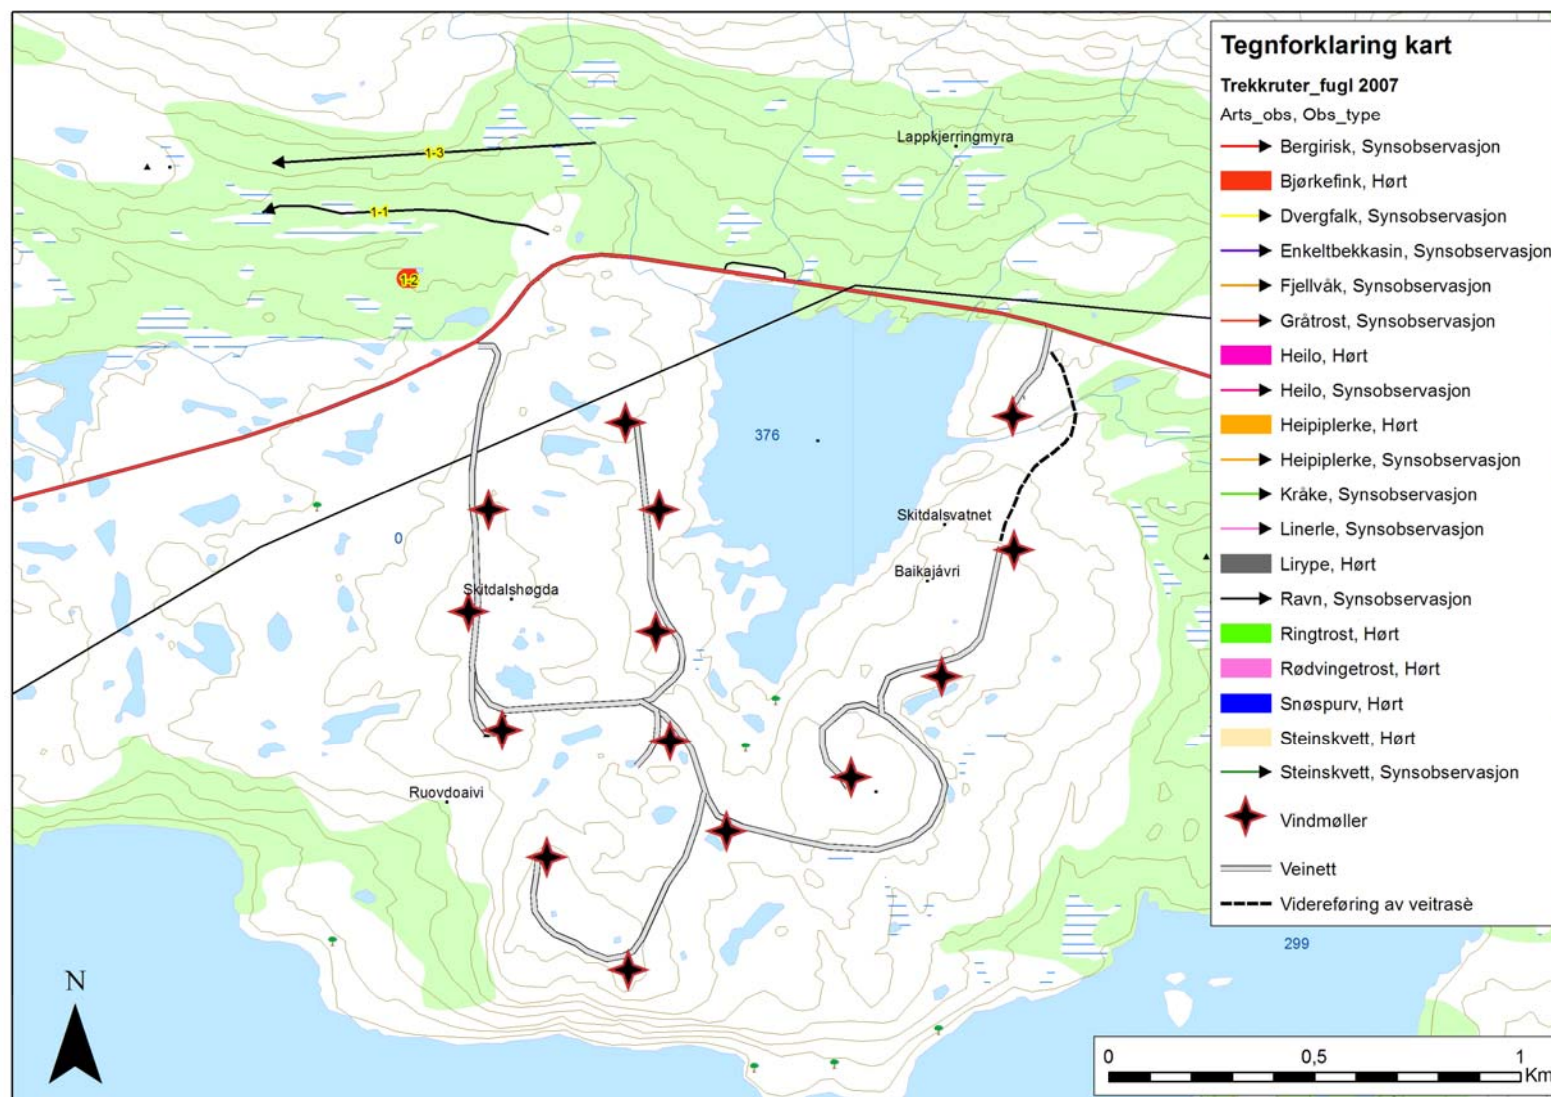 Tegnforklaring kart
Trekkruter_fugl 2007
Arts_obs, Obs_type
Bergirisk, Synsobservasjon
Bjørkefink, Hørt
Dvergfalk, Synsobservasjon
Enkeltbekkasin, Synsobservasjon
Fjellvåk, Synsobservasjon
Gråtrost, Synsobservasjon
Heilo, Hørt
Heilo, Synsobservasjon
Heipiplerke, Hørt
Heipiplerke, Synsobservasjon
Kråke, Synsobservasjon
Linerle, Synsobservasjon
Lirype, Hørt
Ravn, Synsobservasjon
Ringtrost, Hørt
Rødvingetrost, Hørt
Snøspurv, Hørt
Steinskvett, Hørt
Steinskvett, Synsobservasjon
Vindmøller
Veinett
Videreføring av veitrasè
Lappkjerringmyra
1-3
1-1
1-2
376
Skitdalsvatnet
0
Baikajávri
Skitdalshøgda
Ruovdoaivi
299
N
0 0,5 1
Km